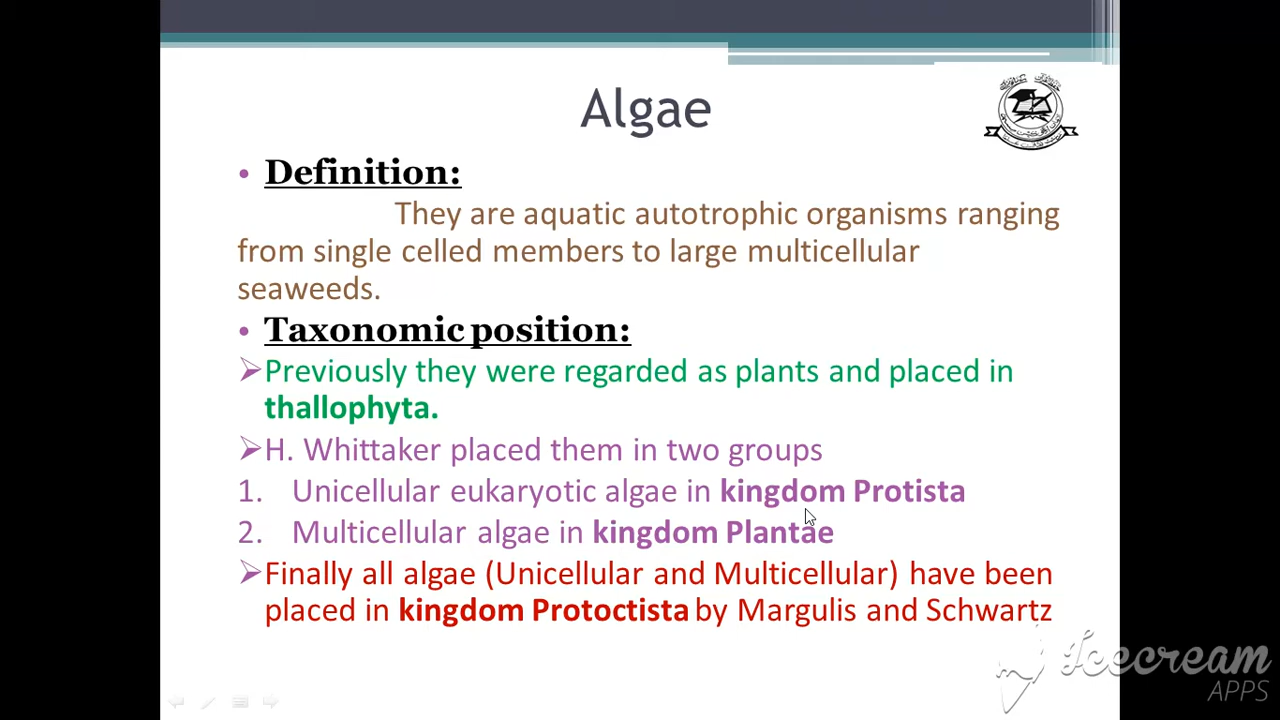 Algae
• Definition:
They are aquatic autotrophic organisms ranging
from single celled members to large multicellular
seaweeds.
• Taxonomic position:
➢Previously they were regarded as plants and placed in
thallophyta.
➢H. Whittaker placed them in two groups
1. Unicellular eukaryotic algae in kingdom Protista
2. Multicellular algae in kingdom Plantae
➢Finally all algae (Unicellular and Multicellular) have been
placed in kingdom Protoctista by Margulis and Schwartz
Icecream
APPS